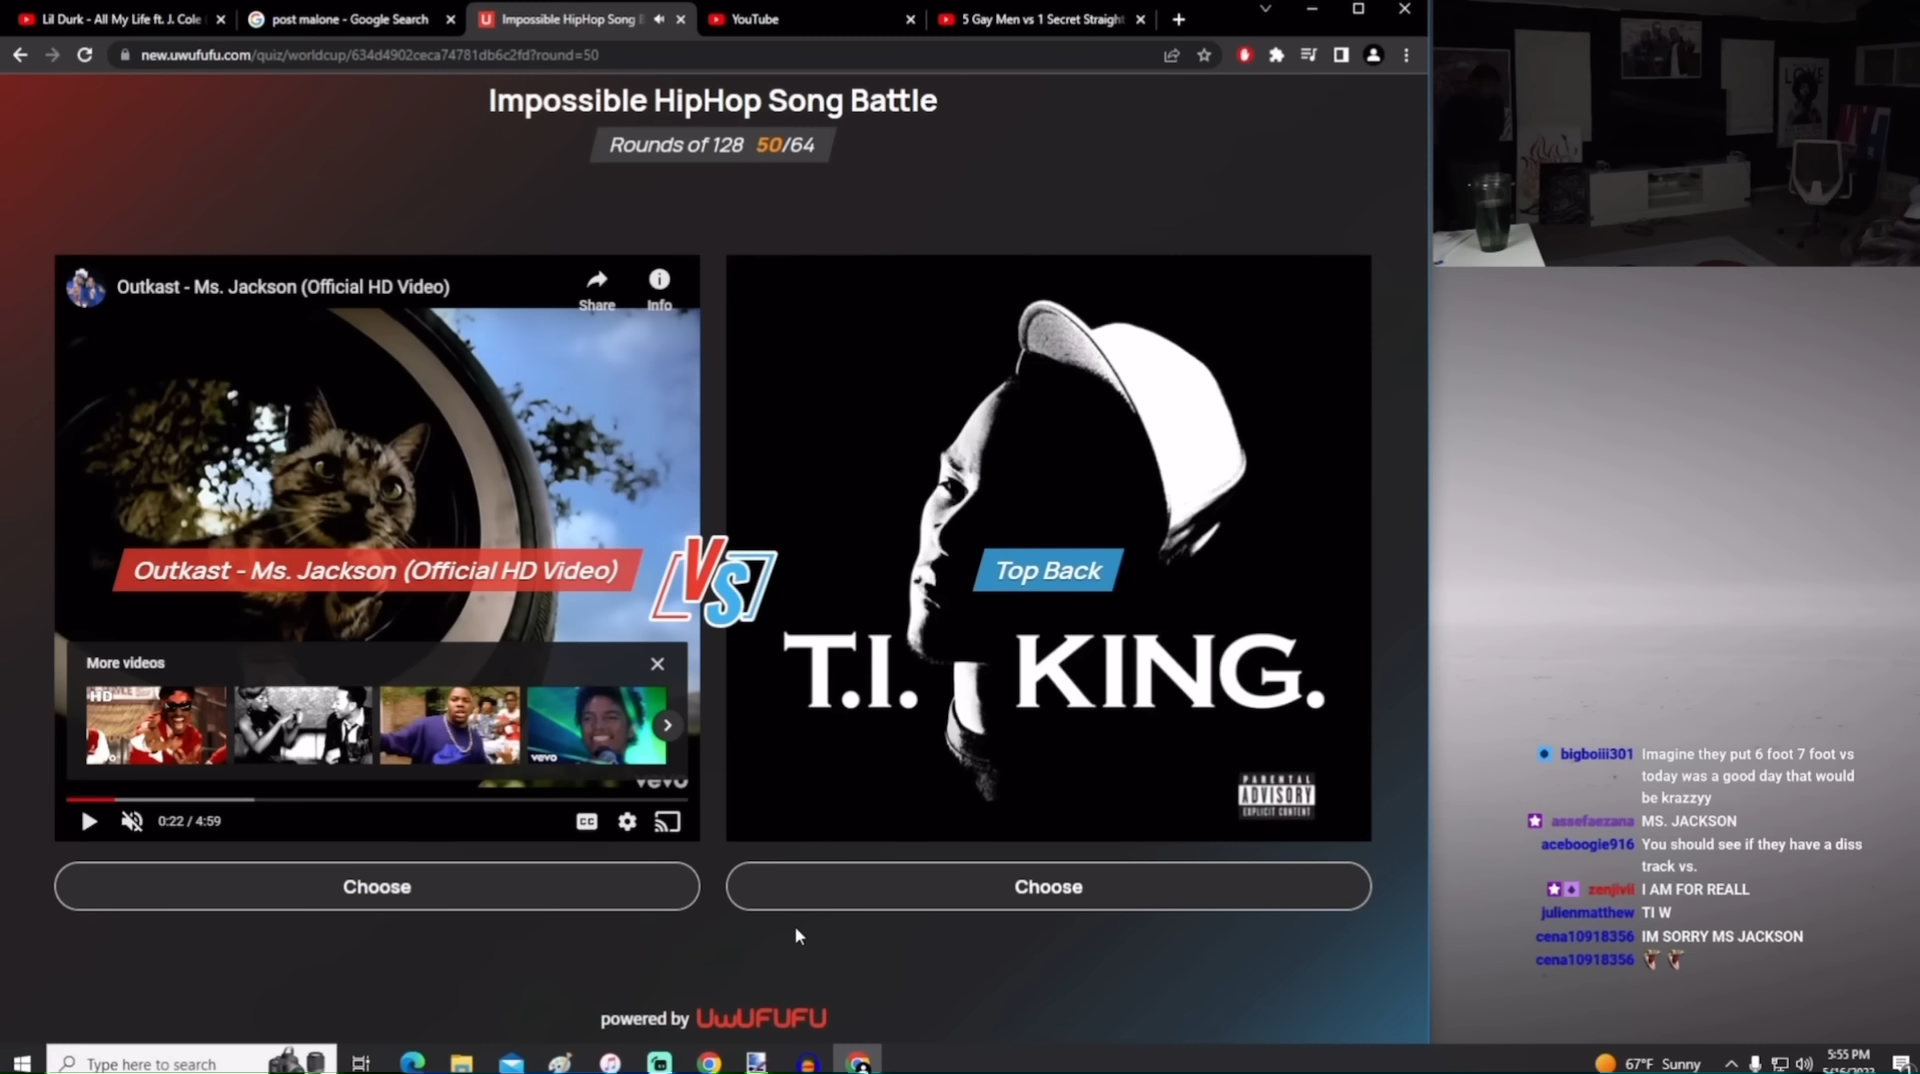 Lil Durk - All My Life ft. J. Cole
post malone - Google Search
Impossible HipHop Song
YouTube
5 Gay Men vs 1 Secret Straight
new.uwufufu.com/quiz/worldcup/634d4902ceca74781db6c2fd?round=50
Impossible HipHop Song Battle
Rounds of 128 50/64
Outkast - Ms. Jackson (Official HD Video)
Share
Info
Outkast - Ms. Jackson (Official HD Video)
VS
Top Back
T.I. KING.
PARENTAL
ADVISORY
EXPLICIT CONTENT
More videos
HD
vevo
vevo
0:22 / 4:59
CC
Choose
Choose
powered by UwUFUFU
LOVE
bigboiii301 Imagine they put 6 foot 7 foot vs
today was a good day that would
be krazzyy
assefaezana MS. JACKSON
aceboogie916 You should see if they have a diss
track vs.
zenjivii I AM FOR REALL
julienmatthew TI W
cena10918356 IM SORRY MS JACKSON
cena10918356
Type here to search
67°F Sunny
5:55 PM